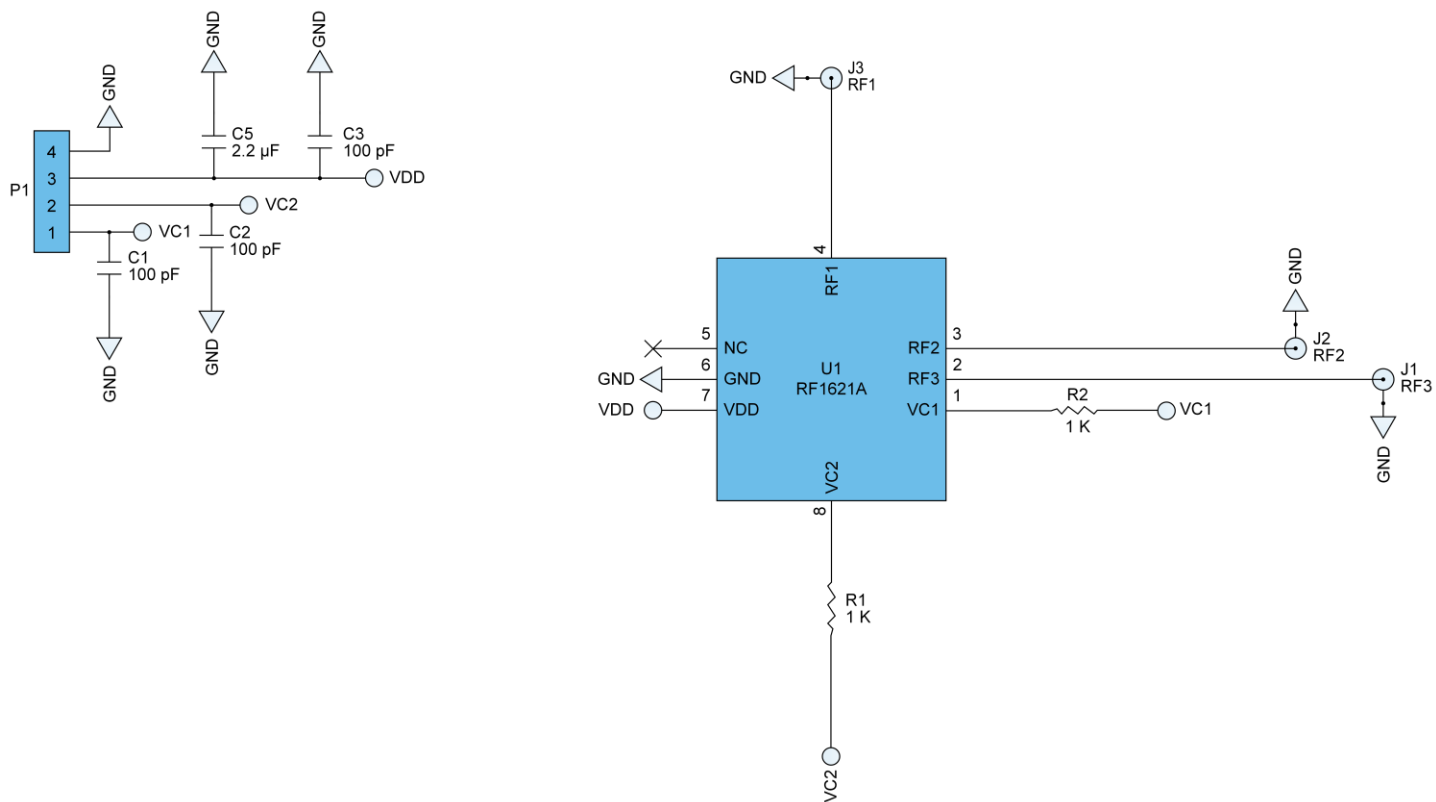 GND
GND
GND
C5
2.2 µF
C3
100 pF
P1
4
3
2
1
VDD
VC2
VC1
C2
100 pF
C1
100 pF
GND
GND
GND
J3
RF1
4
RF1
5
NC
6
GND
GND
7
VDD
VDD
U1
RF1621A
3
RF2
2
RF3
1
VC1
GND
J2
RF2
J1
RF3
R2
1 K
VC1
GND
VC2
8
R1
1 K
VC2